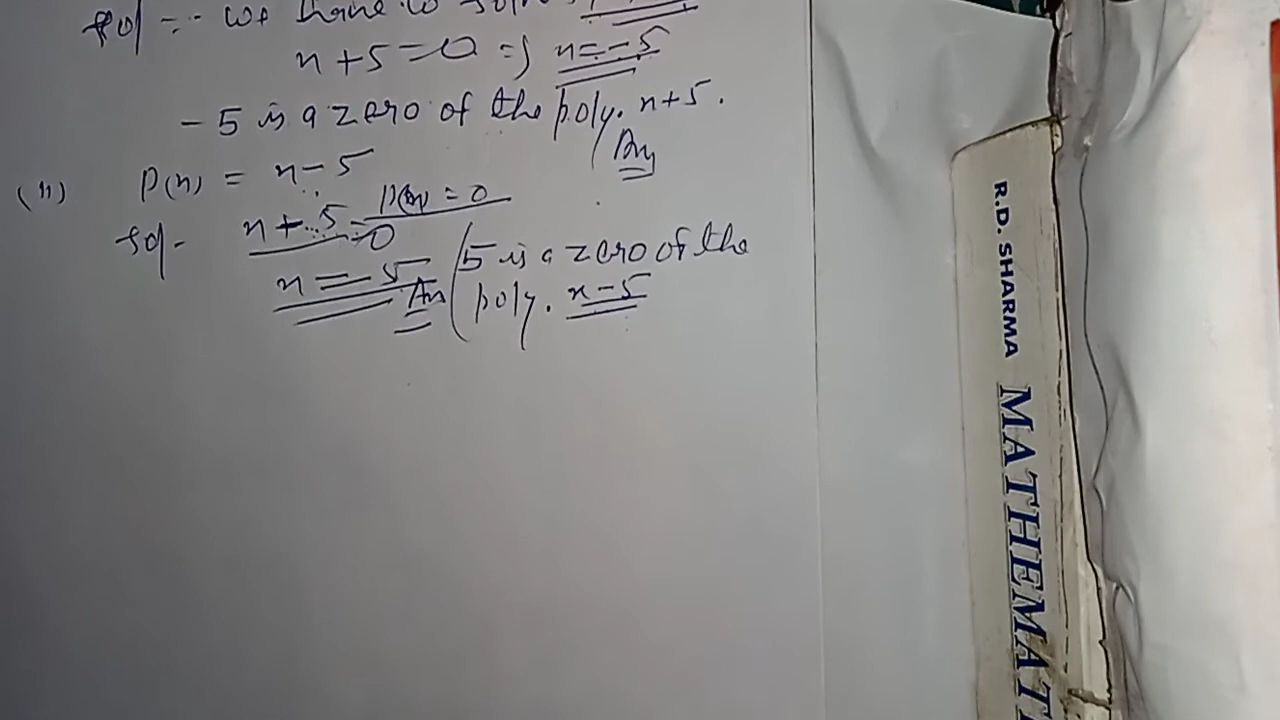 Sol :- We have to solve
x + 5 = 0 => x = -5
- 5 is a zero of the poly. x + 5.
Ans
(ii) P(x) = x - 5
P(x) = 0
Sol - x + 5 = 0
x = - 5 Ans
5 is a zero of the
poly. x - 5
R.D. SHARMA MATHEMATI